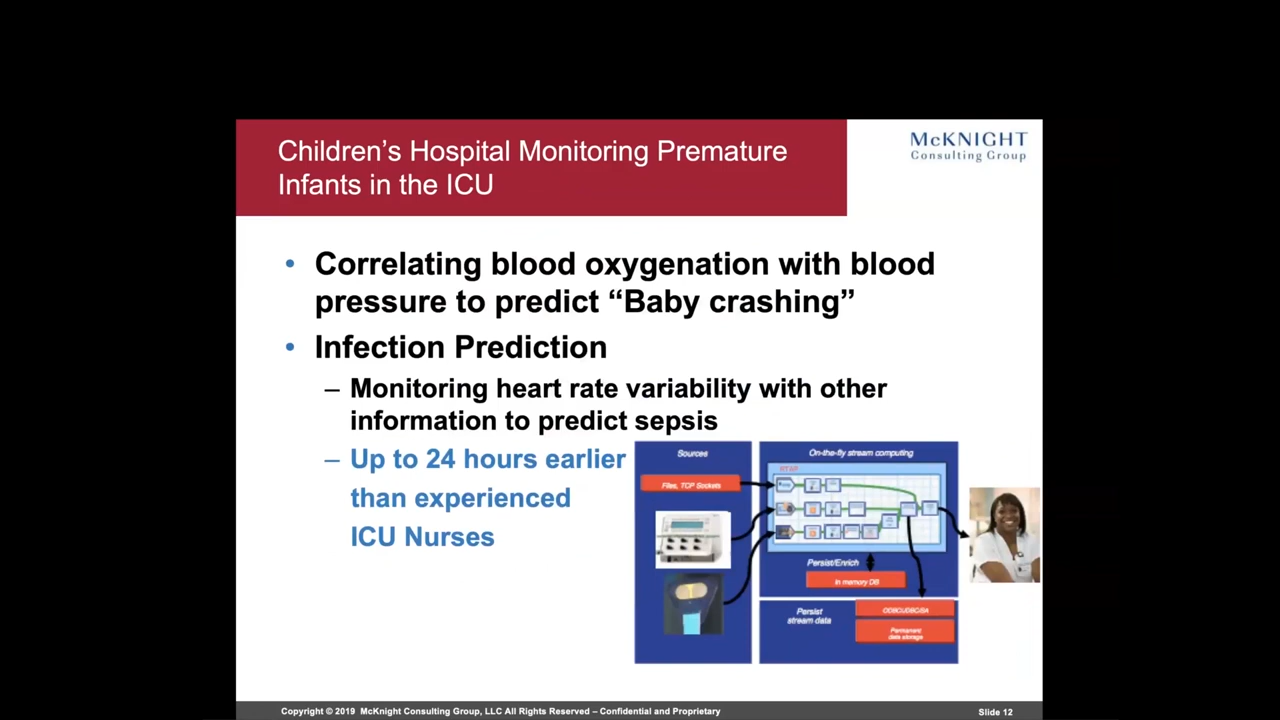 Children's Hospital Monitoring Premature
Infants in the ICU
McKNIGHT
Consulting Group
• Correlating blood oxygenation with blood
pressure to predict “Baby crashing”
• Infection Prediction
– Monitoring heart rate variability with other
information to predict sepsis
– Up to 24 hours earlier
than experienced
ICU Nurses
Sources
Files, TCP Sockets
On-the-fly stream computing
Persist/Enrich
In memory DB
Persist
stream data
Permanent
data storage
Copyright © 2019 McKnight Consulting Group, LLC All Rights Reserved – Confidential and Proprietary
Slide 12